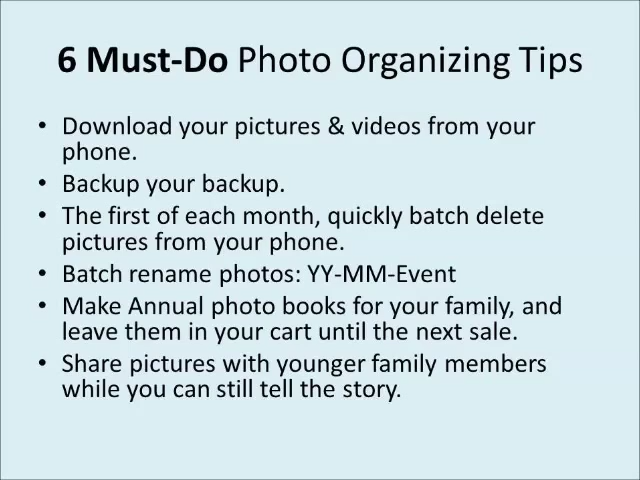 6 Must-Do Photo Organizing Tips
• Download your pictures & videos from your
phone.
• Backup your backup.
• The first of each month, quickly batch delete
pictures from your phone.
• Batch rename photos: YY-MM-Event
• Make Annual photo books for your family, and
leave them in your cart until the next sale.
• Share pictures with younger family members
while you can still tell the story.